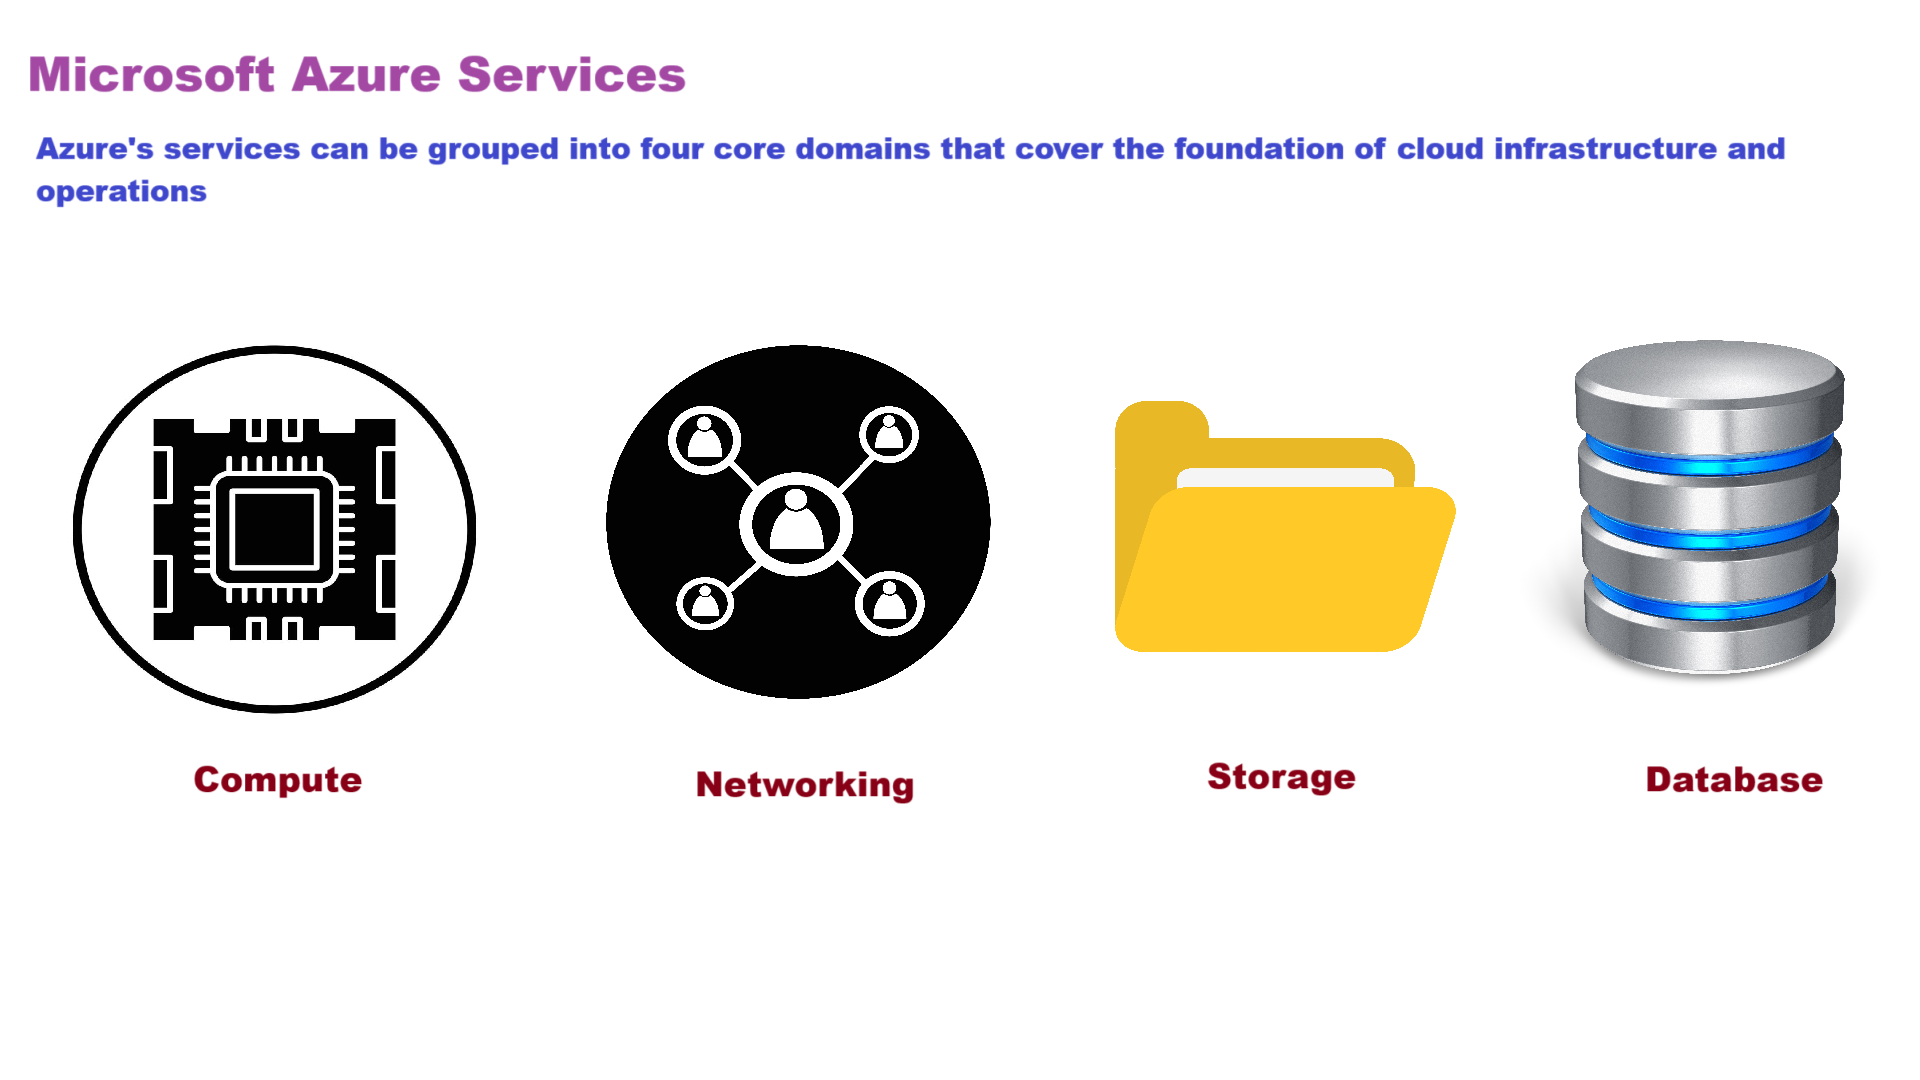 Microsoft Azure Services
Azure's services can be grouped into four core domains that cover the foundation of cloud infrastructure and
operations
Compute
Networking
Storage
Database